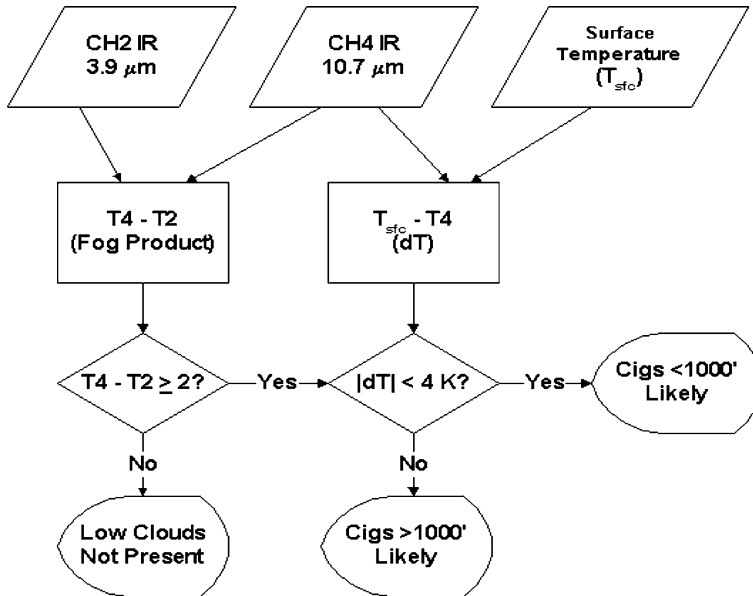 CH2 IR
3.9 μm
CH4 IR
10.7 μm
Surface
Temperature
(Tsfc)
T4 - T2
(Fog Product)
Tsfc - T4
(dT)
T4 - T2 ≥ 2?
Yes
|dT| < 4 K?
Yes
Cigs <1000'
Likely
No
No
Low Clouds
Not Present
Cigs >1000'
Likely